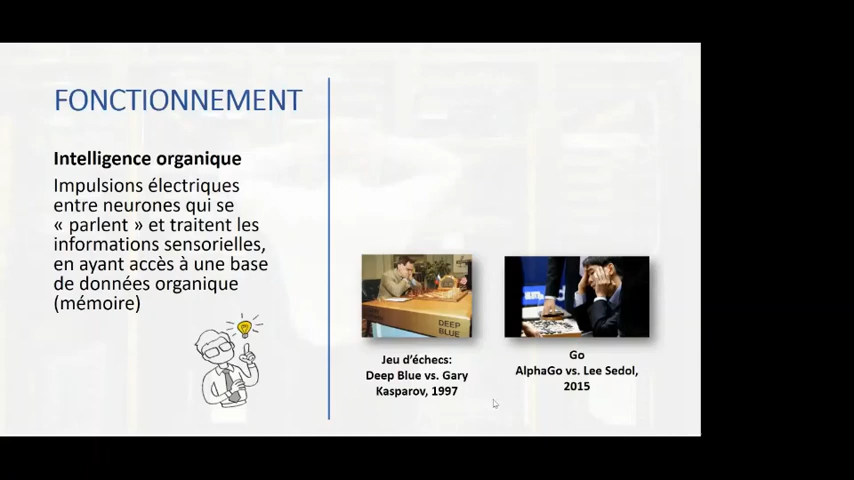 FONCTIONNEMENT
Intelligence organique
Impulsions électriques
entre neurones qui se
« parlent » et traitent les
informations sensorielles,
en ayant accès à une base
de données organique
(mémoire)
DEEP
BLUE
Jeu d'échecs:
Deep Blue vs. Gary
Kasparov, 1997
Go
AlphaGo vs. Lee Sedol,
2015